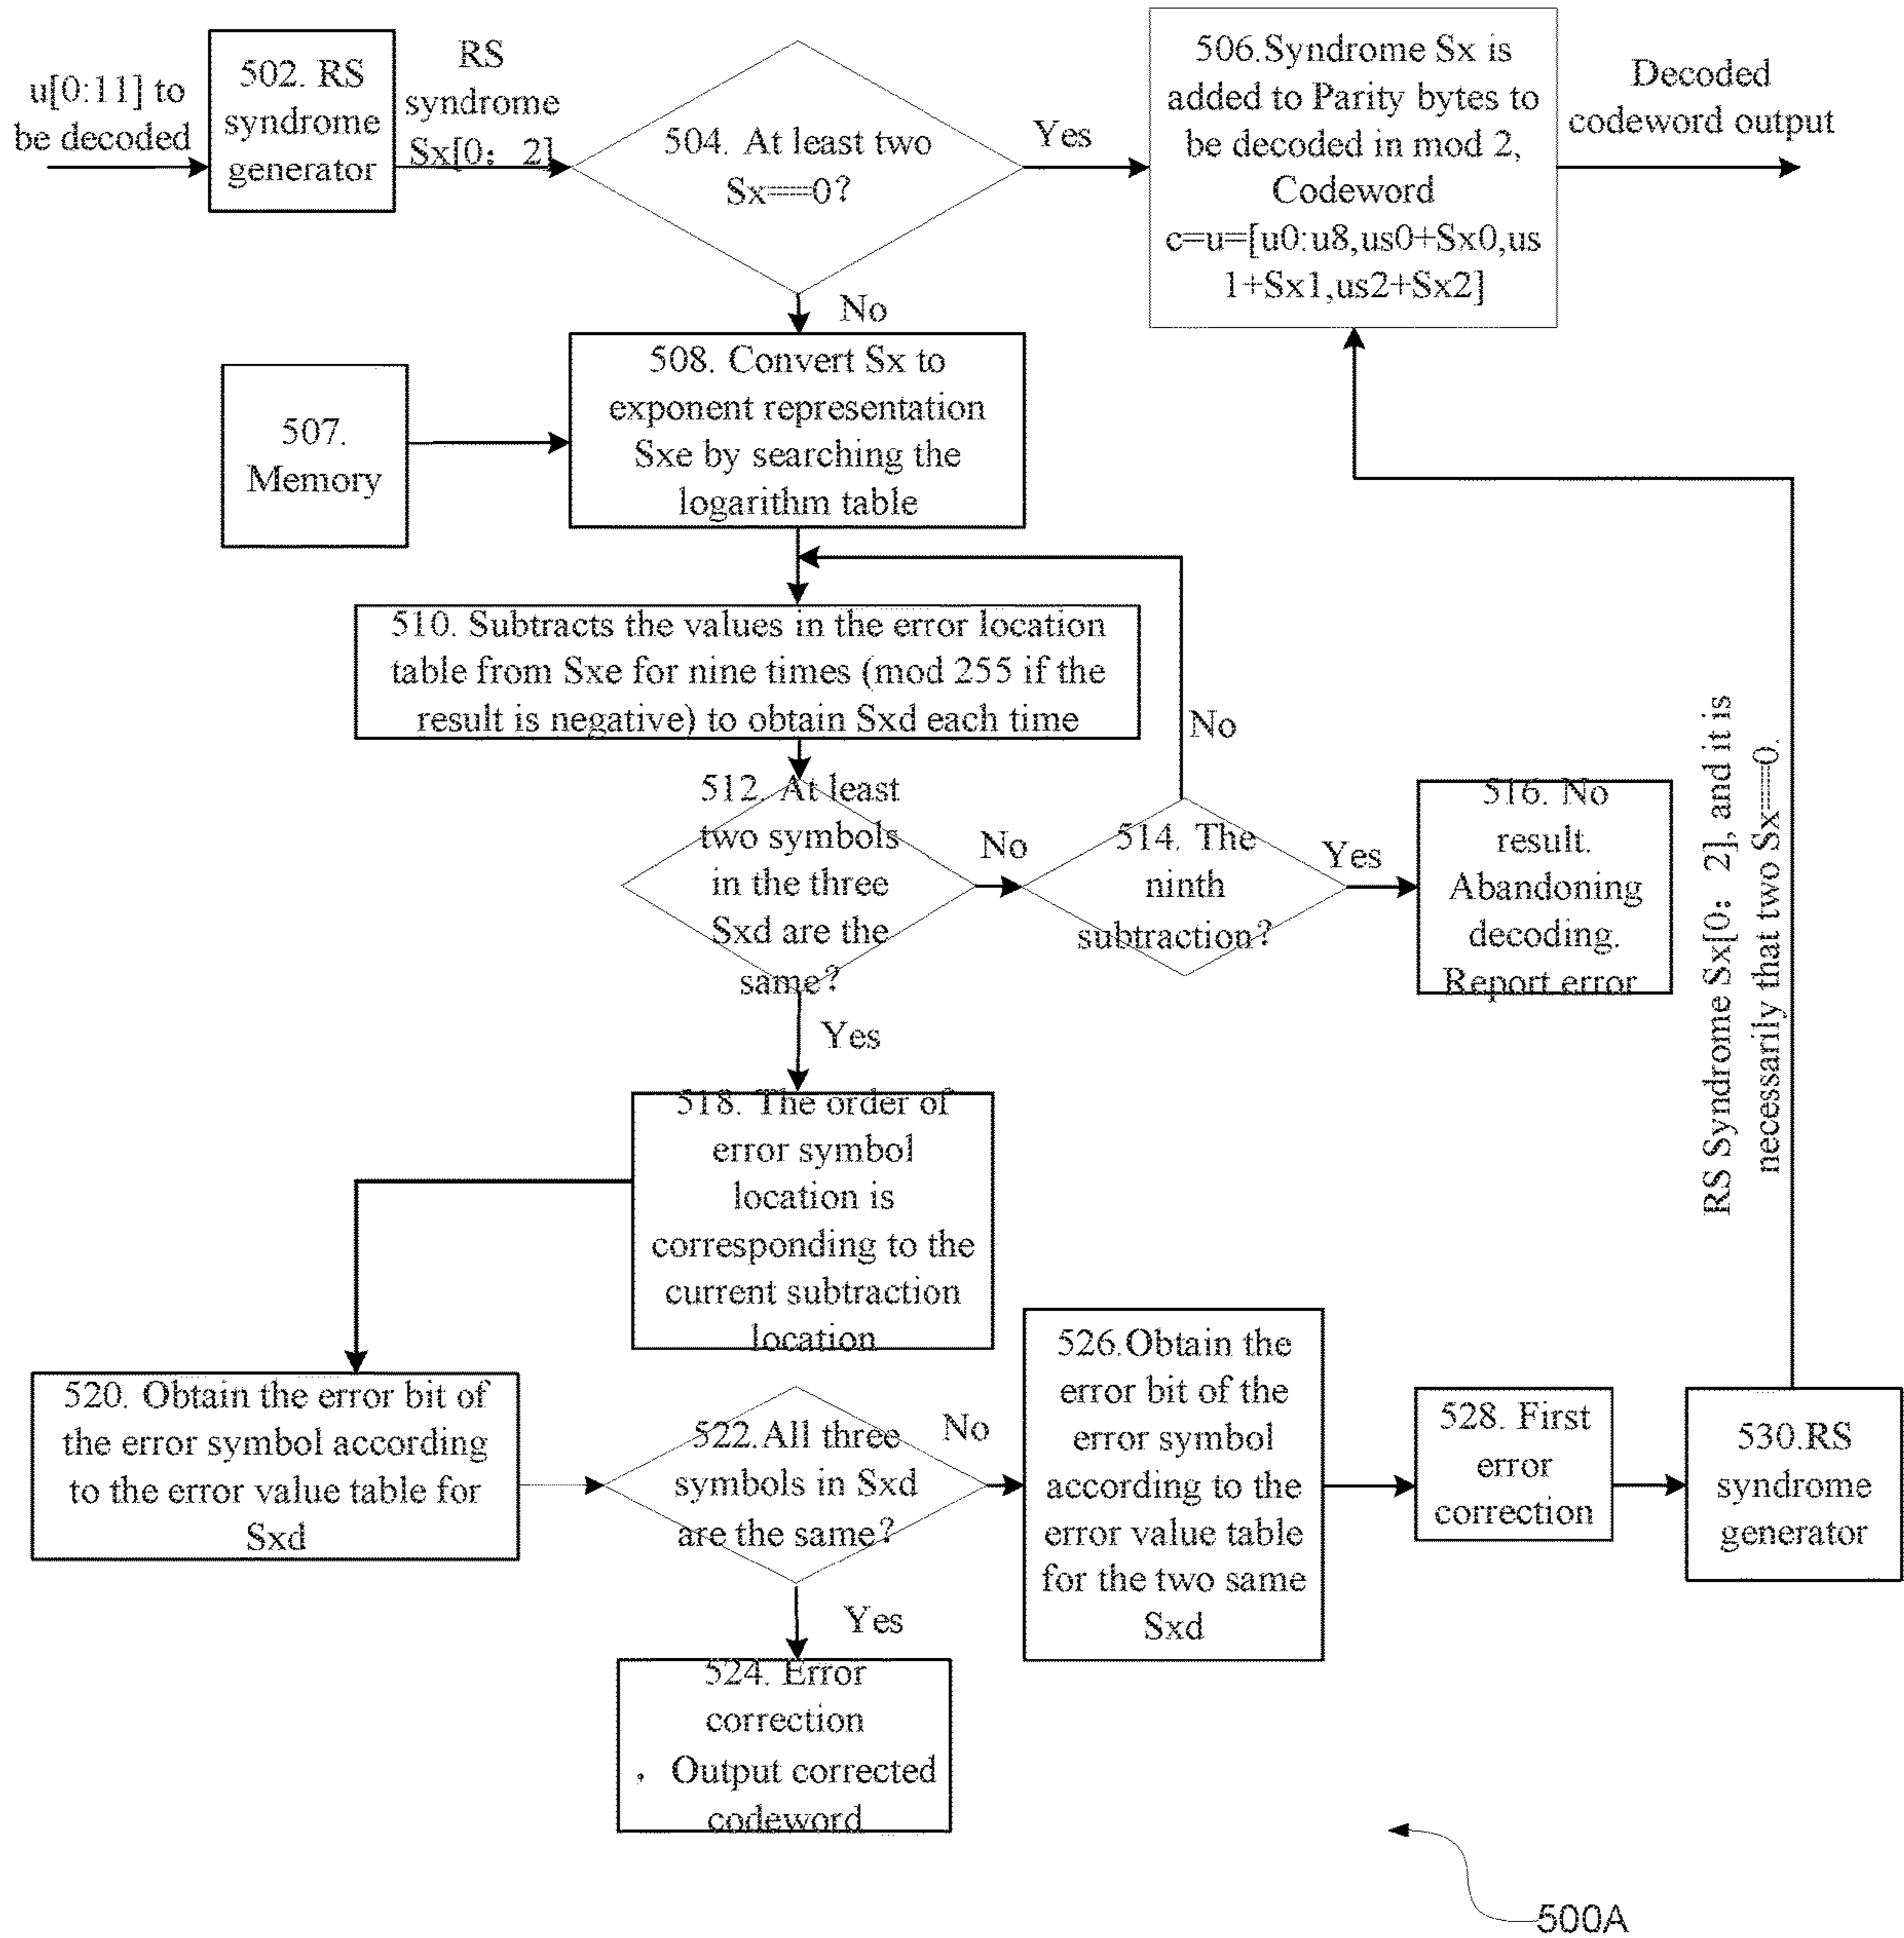 u[0:11] to
be decoded
502. RS
syndrome
generator
RS
syndrome
Sx[0： 2]
504. At least two
Sx==0?
Yes
506.Syndrome Sx is
added to Parity bytes to
be decoded in mod 2,
Codeword
c=u=[u0:u8,us0+Sx0,us
1+Sx1,us2+Sx2]
Decoded
codeword output
No
507.
Memory
508. Convert Sx to
exponent representation
Sxe by searching the
logarithm table
510. Subtracts the values in the error location
table from Sxe for nine times (mod 255 if the
result is negative) to obtain Sxd each time
No
512. At least
two symbols
in the three
Sxd are the
same?
No
514. The
ninth
subtraction?
Yes
516. No
result.
Abandoning
decoding.
Report error
RS Syndrome Sx[0： 2], and it is
necessarily that two Sx==0.
Yes
518. The order of
error symbol
location is
corresponding to the
current subtraction
location
520. Obtain the error bit of
the error symbol according
to the error value table for
Sxd
522.All three
symbols in Sxd
are the same?
No
526.Obtain the
error bit of the
error symbol
according to the
error value table
for the two same
Sxd
528. First
error
correction
530.RS
syndrome
generator
Yes
524. Error
correction
， Output corrected
codeword
500A